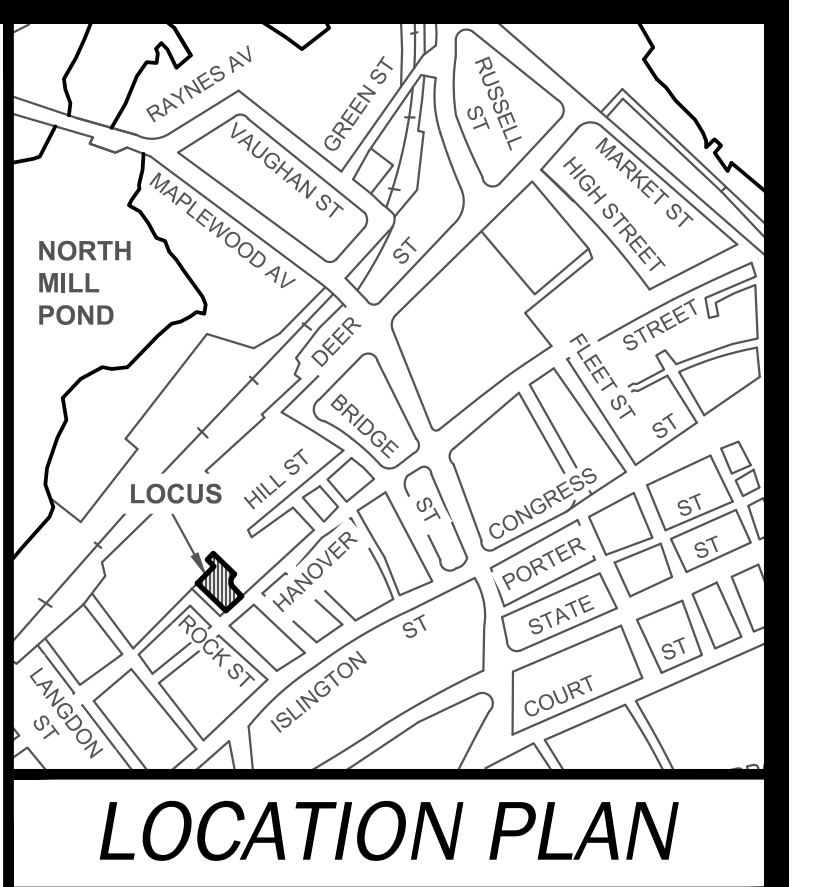 RAYNES AV
GREEN ST
RUSSELL
ST
VAUGHAN ST
MARKET ST
HIGH STREET
MAPLEWOOD AV
NORTH
MILL
POND
ST
DEER
STREET
FLEET ST
BRIDGE
ST
HILL ST
LOCUS
CONGRESS
ST
ST
HANOVER
PORTER
ST
STATE
ST
ROCK ST
ISLINGTON
ST
COURT
LANGDON
ST
LOCATION PLAN